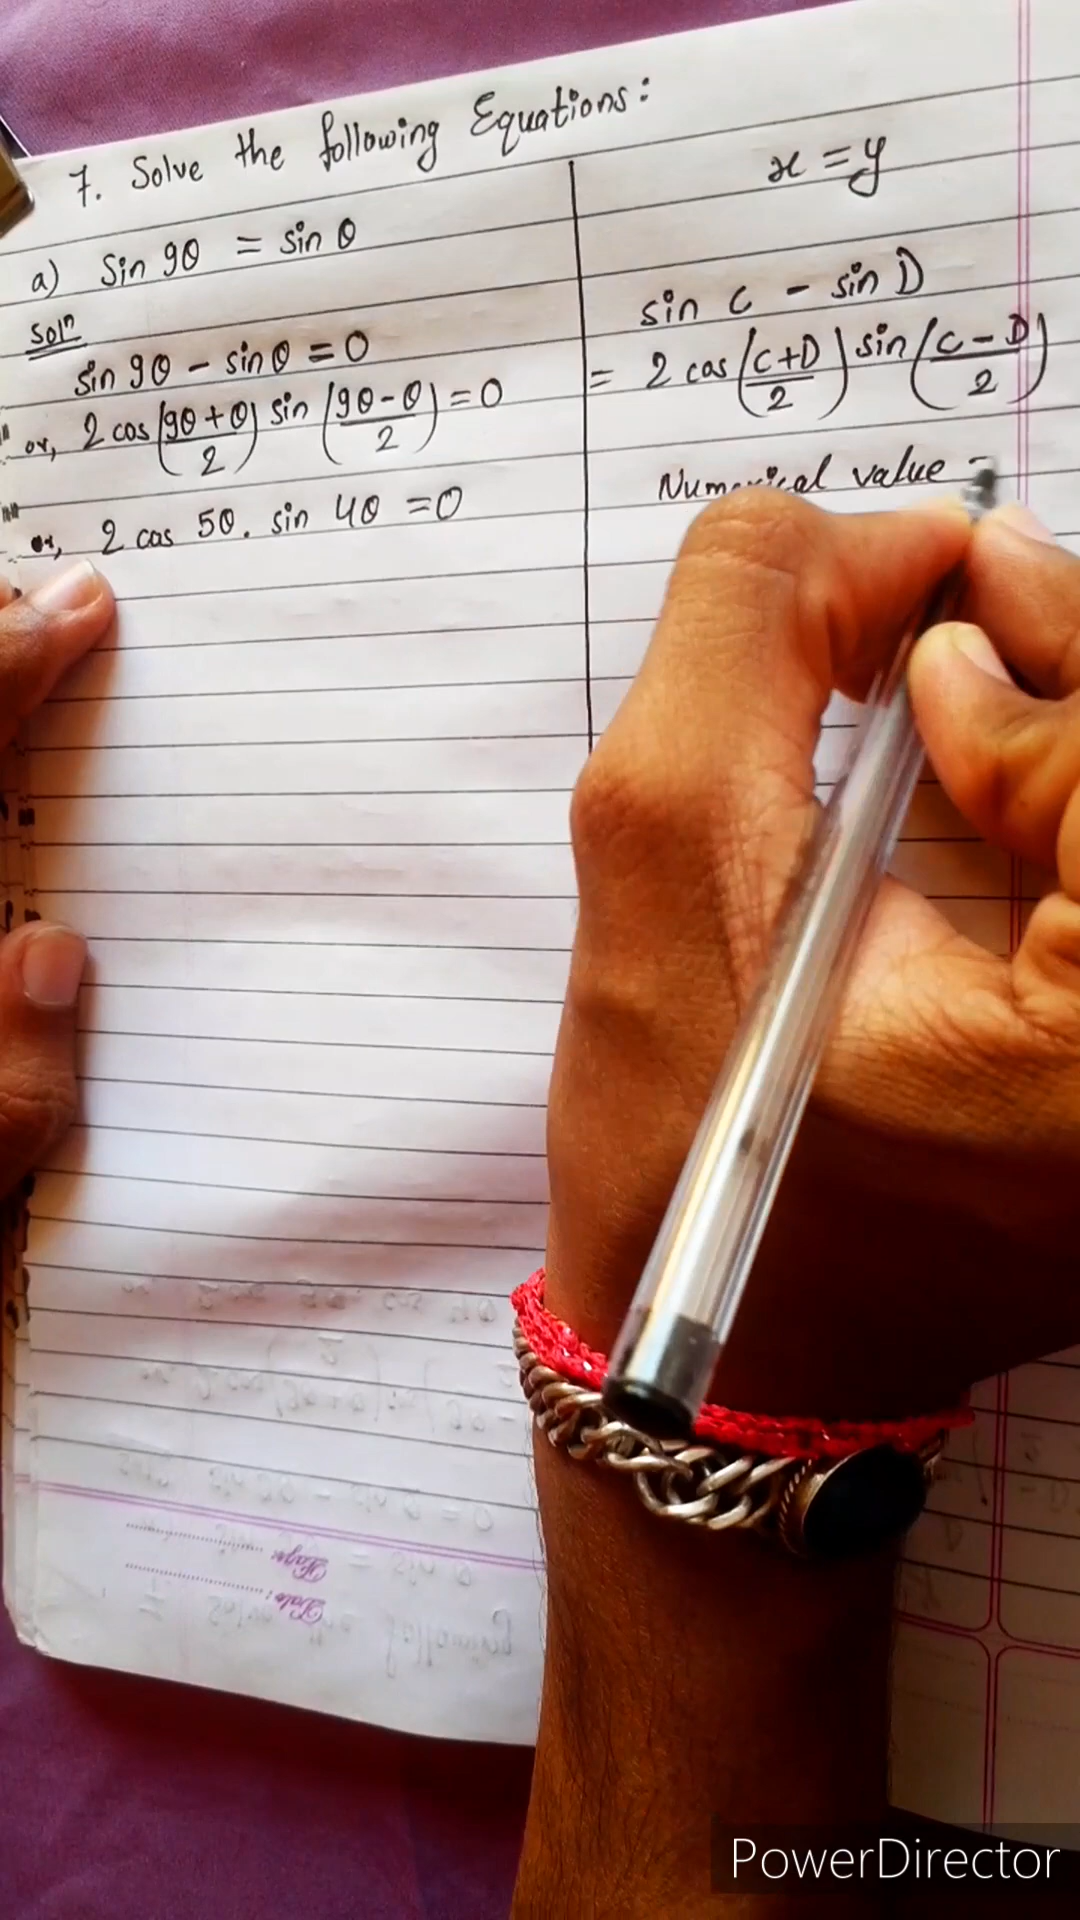 7. Solve the following Equations:
a) Sin 9θ = sin θ
Solⁿ
sin 9θ − sin θ = 0
or, 2 cos (9θ + θ / 2) sin (9θ − θ / 2) = 0
or, 2 cos 5θ . sin 4θ = 0
x = y
sin C − sin D
= 2 cos (C + D / 2) sin (C − D / 2)
Numerical value
PowerDirector